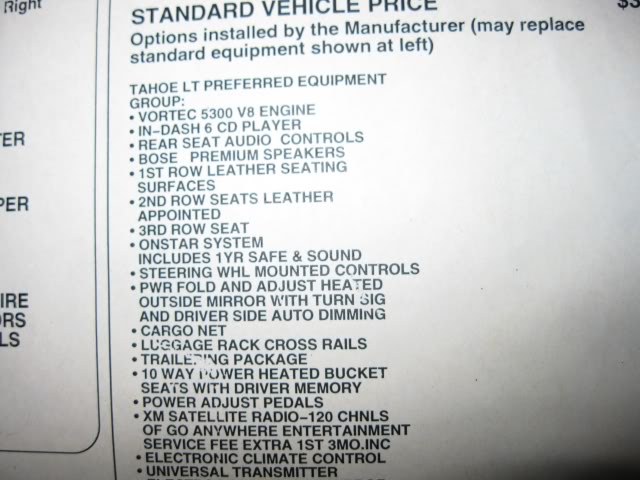 Right
ER
PER
IRE
ORS
LS
STANDARD VEHICLE PRICE
Options installed by the Manufacturer (may replace
standard equipment shown at left)
TAHOE LT PREFERRED EQUIPMENT
GROUP:
• VORTEC 5300 V8 ENGINE
• IN-DASH 6 CD PLAYER
• REAR SEAT AUDIO CONTROLS
• BOSE PREMIUM SPEAKERS
• 1ST ROW LEATHER SEATING
SURFACES
• 2ND ROW SEATS LEATHER
APPOINTED
• 3RD ROW SEAT
• ONSTAR SYSTEM
INCLUDES 1YR SAFE & SOUND
• STEERING WHL MOUNTED CONTROLS
• PWR FOLD AND ADJUST HEATED
OUTSIDE MIRROR WITH TURN SIG
AND DRIVER SIDE AUTO DIMMING
• CARGO NET
• LUGGAGE RACK CROSS RAILS
• TRAILERING PACKAGE
• 10 WAY POWER HEATED BUCKET
SEATS WITH DRIVER MEMORY
• POWER ADJUST PEDALS
• XM SATELLITE RADIO-120 CHNLS
OF GO ANYWHERE ENTERTAINMENT
SERVICE FEE EXTRA 1ST 3MO.INC
• ELECTRONIC CLIMATE CONTROL
• UNIVERSAL TRANSMITTER